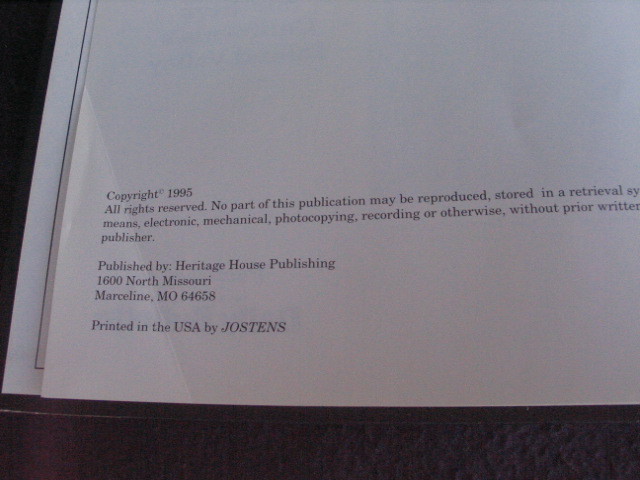 Copyright© 1995
All rights reserved. No part of this publication may be reproduced, stored in a retrieval sy
means, electronic, mechanical, photocopying, recording or otherwise, without prior written
publisher.
Published by: Heritage House Publishing
1600 North Missouri
Marceline, MO 64658
Printed in the USA by JOSTENS